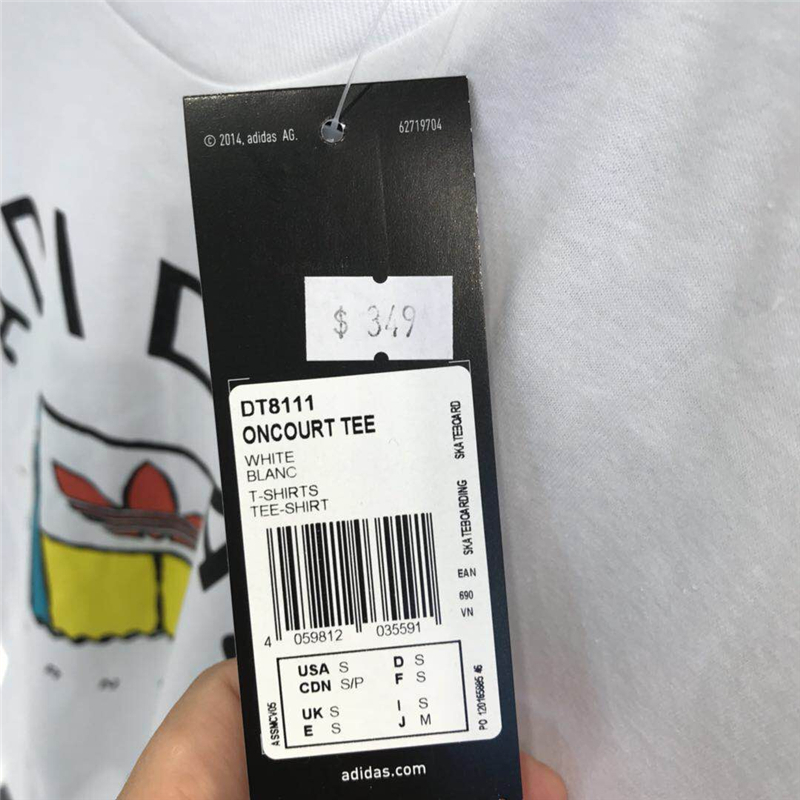 © 2014, adidas AG.
62719704
$ 349
DT8111
ONCOURT TEE
WHITE
BLANC
T-SHIRTS
TEE-SHIRT
SKATEBOARD
SKATEBOARDING
EAN
690
VN
4 059812 035591
USA S
CDN S/P
UK S
E S
D S
F S
I S
J M
ASSMCV05
adidas.com